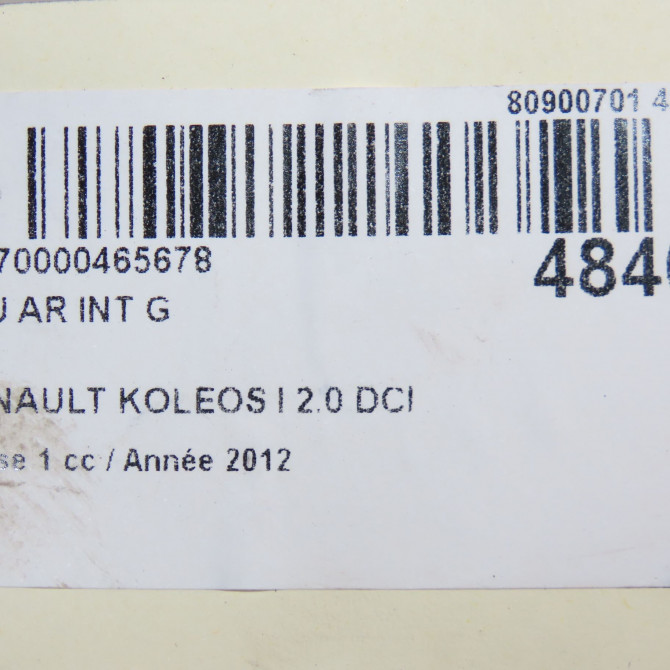 80900701 4
70000465678
484
AR INT G
NAULT KOLEOS I 2.0 DCI
se 1 cc / Année 2012